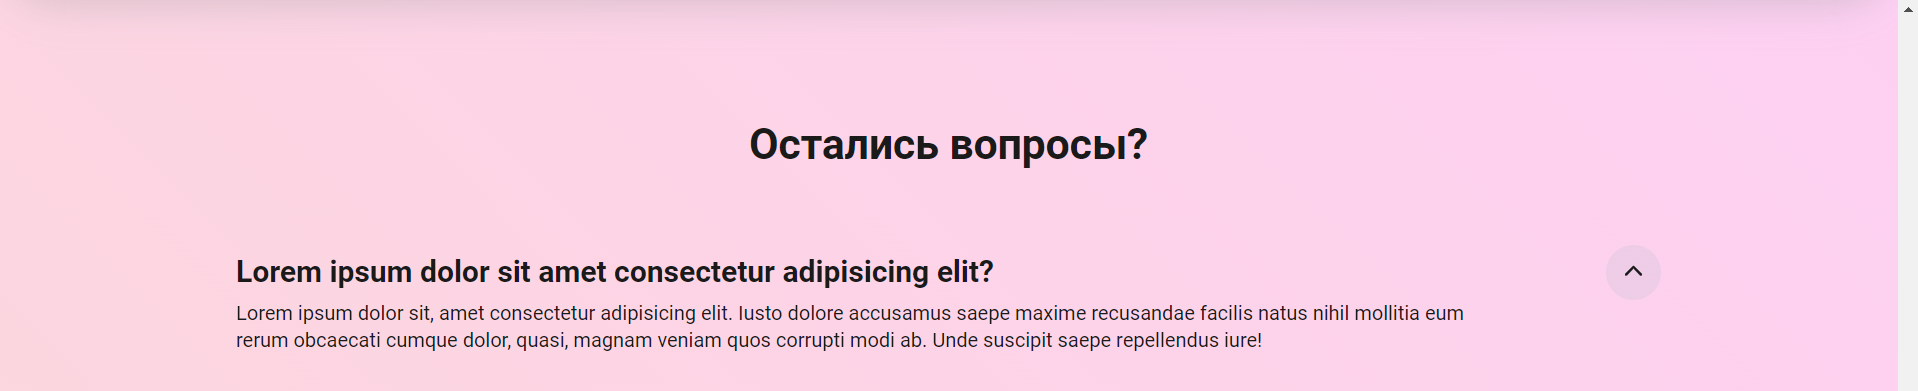 Остались вопросы?
Lorem ipsum dolor sit amet consectetur adipisicing elit?
Lorem ipsum dolor sit, amet consectetur adipisicing elit. Iusto dolore accusamus saepe maxime recusandae facilis natus nihil mollitia eum
rerum obcaecati cumque dolor, quasi, magnam veniam quos corrupti modi ab. Unde suscipit saepe repellendus iure!